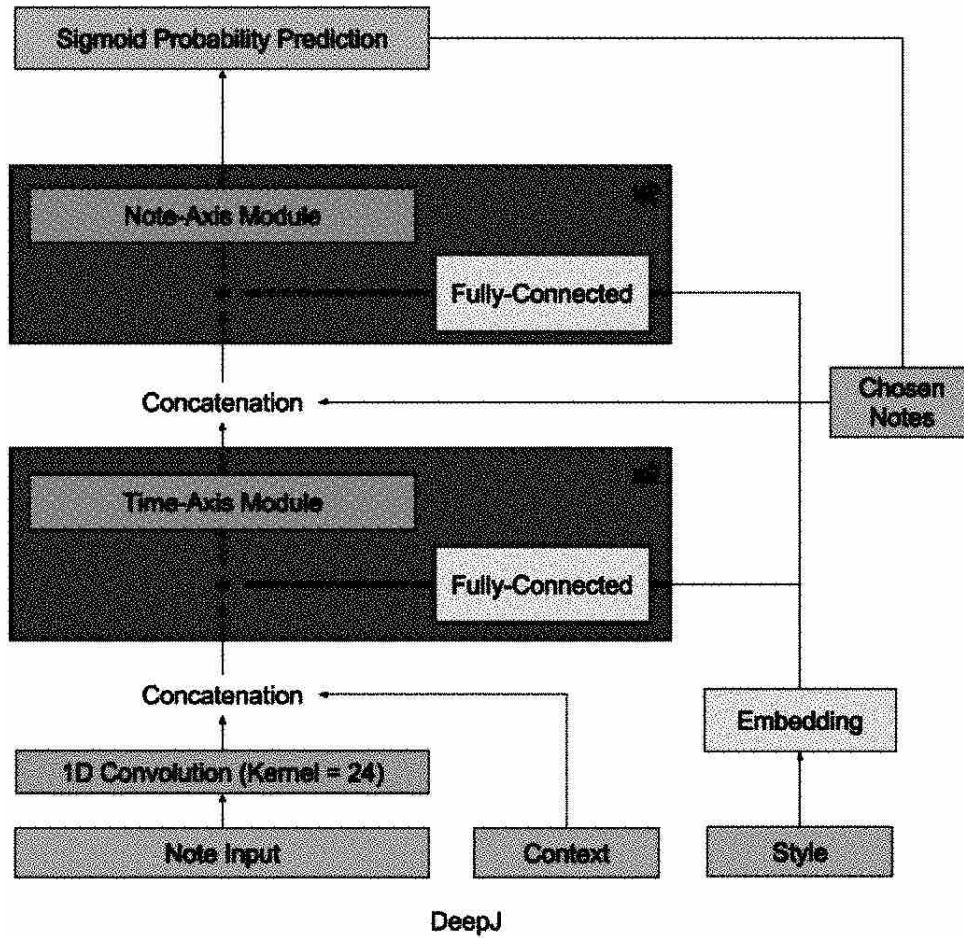 Sigmoid Probability Prediction
Note-Axis Module
Fully-Connected
Concatenation
Chosen
Notes
Time-Axis Module
Fully-Connected
Concatenation
Embedding
1D Convolution (Kernel = 24)
Note Input
Context
Style
DeepJ